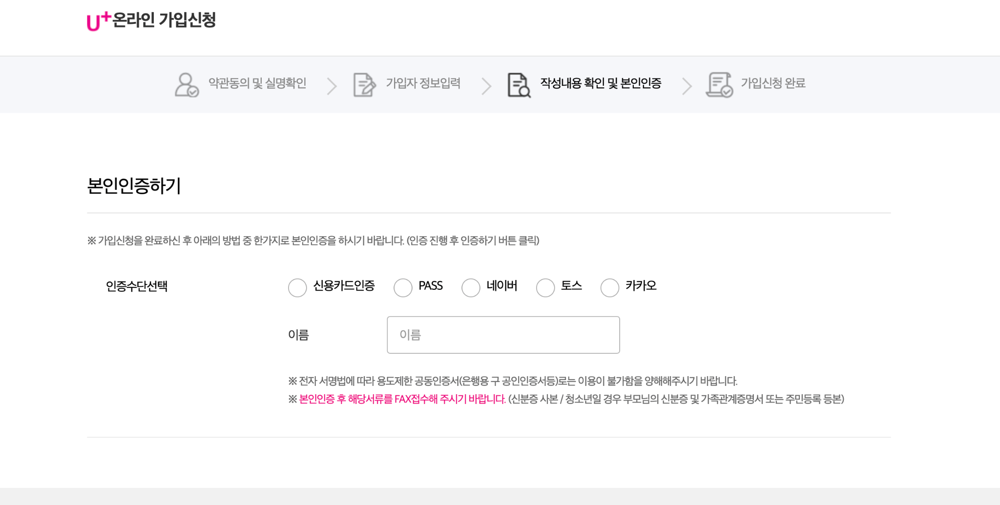 U+온라인 가입신청
약관동의 및 실명확인 가입자 정보입력 작성내용 확인 및 본인인증 가입신청 완료
본인인증하기
※ 가입신청을 완료하신 후 아래의 방법 중 한가지로 본인인증을 하시기 바랍니다. (인증 진행 후 인증하기 버튼 클릭)
인증수단선택 신용카드인증 PASS 네이버 토스 카카오
이름 이름
※ 전자 서명법에 따라 용도제한 공동인증서(은행용 구 공인인증서등)로는 이용이 불가함을 양해해주시기 바랍니다.
※ 본인인증 후 해당서류를 FAX접수해 주시기 바랍니다. (신분증 사본 / 청소년일 경우 부모님의 신분증 및 가족관계증명서 또는 주민등록 등본)